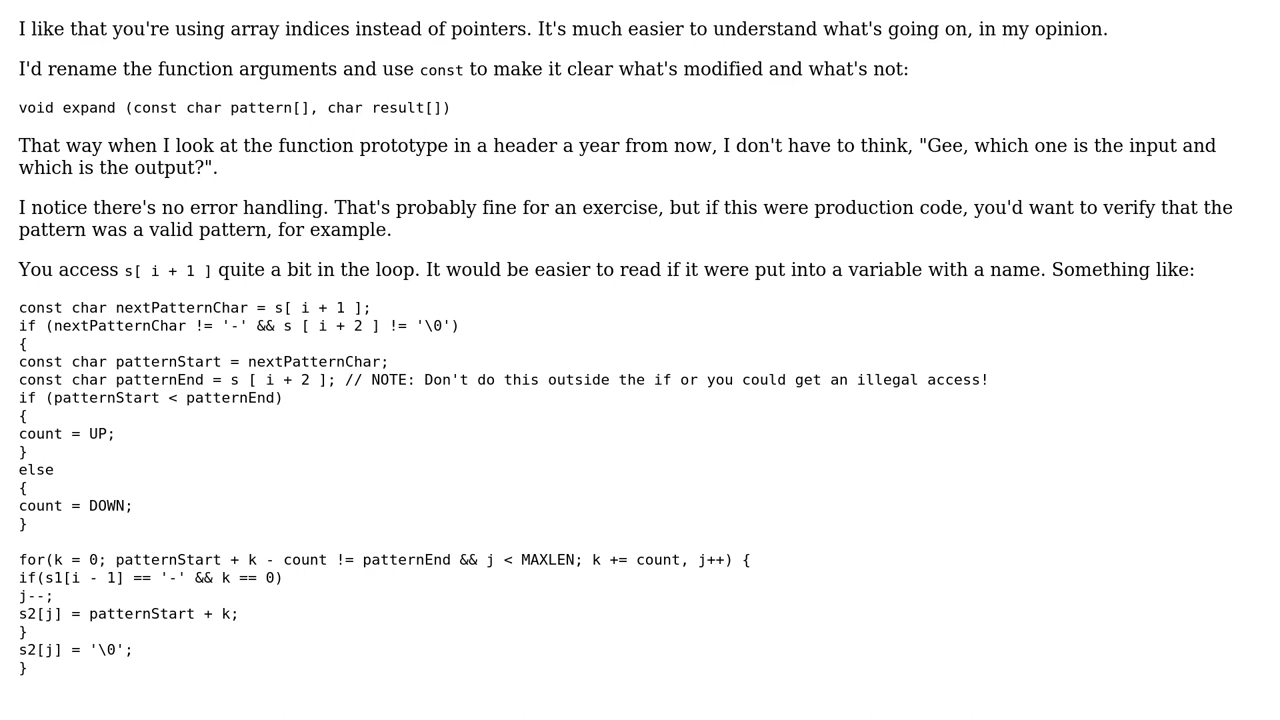 I like that you're using array indices instead of pointers. It's much easier to understand what's going on, in my opinion.
I'd rename the function arguments and use const to make it clear what's modified and what's not:
void expand (const char pattern[], char result[])
That way when I look at the function prototype in a header a year from now, I don't have to think, "Gee, which one is the input and
which is the output?".
I notice there's no error handling. That's probably fine for an exercise, but if this were production code, you'd want to verify that the
pattern was a valid pattern, for example.
You access s[ i + 1 ] quite a bit in the loop. It would be easier to read if it were put into a variable with a name. Something like:
const char nextPatternChar = s[ i + 1 ];
if (nextPatternChar != '-' && s [ i + 2 ] != '\0')
{
const char patternStart = nextPatternChar;
const char patternEnd = s [ i + 2 ]; // NOTE: Don't do this outside the if or you could get an illegal access!
if (patternStart < patternEnd)
{
count = UP;
}
else
{
count = DOWN;
}
for(k = 0; patternStart + k - count != patternEnd && j < MAXLEN; k += count, j++) {
if(s1[i - 1] == '-' && k == 0)
j--;
s2[j] = patternStart + k;
}
s2[j] = '\0';
}